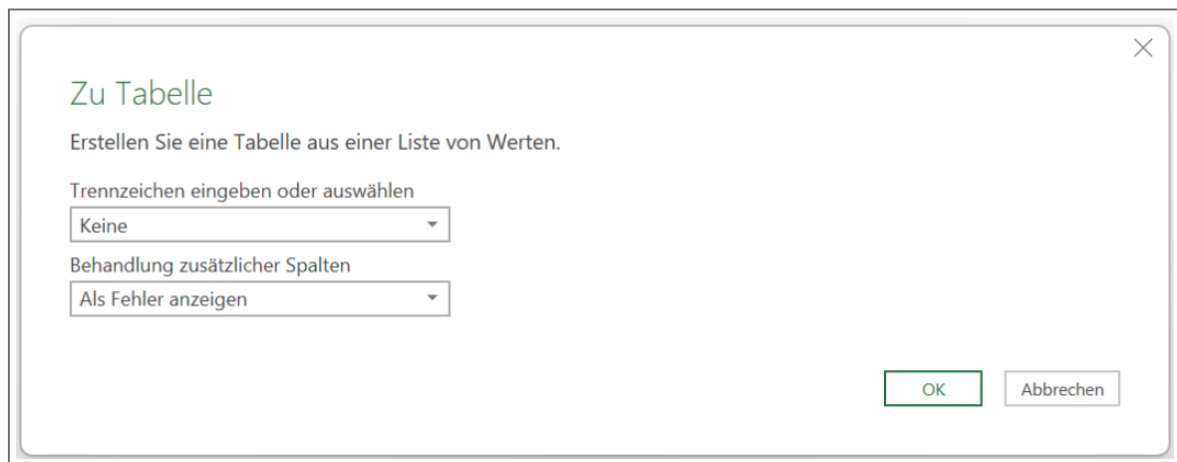 Zu Tabelle
Erstellen Sie eine Tabelle aus einer Liste von Werten.
Trennzeichen eingeben oder auswählen
Keine
Behandlung zusätzlicher Spalten
Als Fehler anzeigen
OK Abbrechen